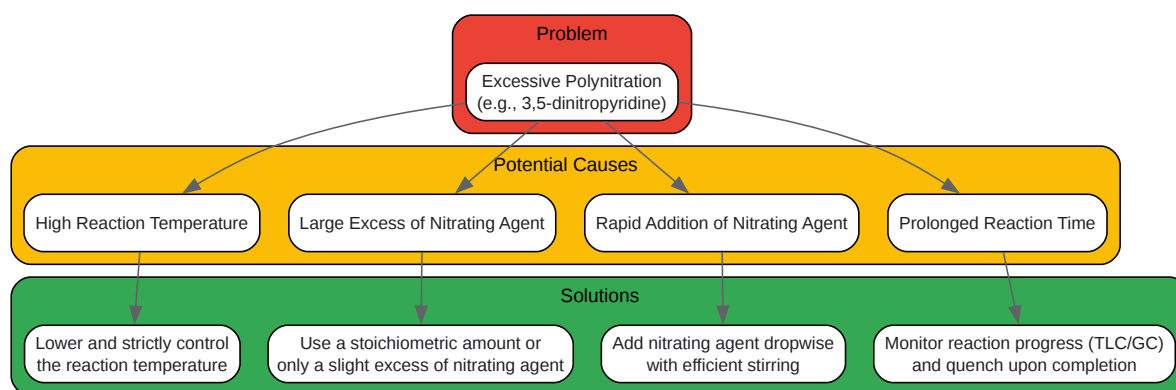 Problem
Excessive Polynitration
(e.g., 3,5-dinitropyridine)
Potential Causes
High Reaction Temperature
Large Excess of Nitrating Agent
Rapid Addition of Nitrating Agent
Prolonged Reaction Time
Solutions
Lower and strictly control
the reaction temperature
Use a stoichiometric amount or
only a slight excess of nitrating agent
Add nitrating agent dropwise
with efficient stirring
Monitor reaction progress (TLC/GC)
and quench upon completion